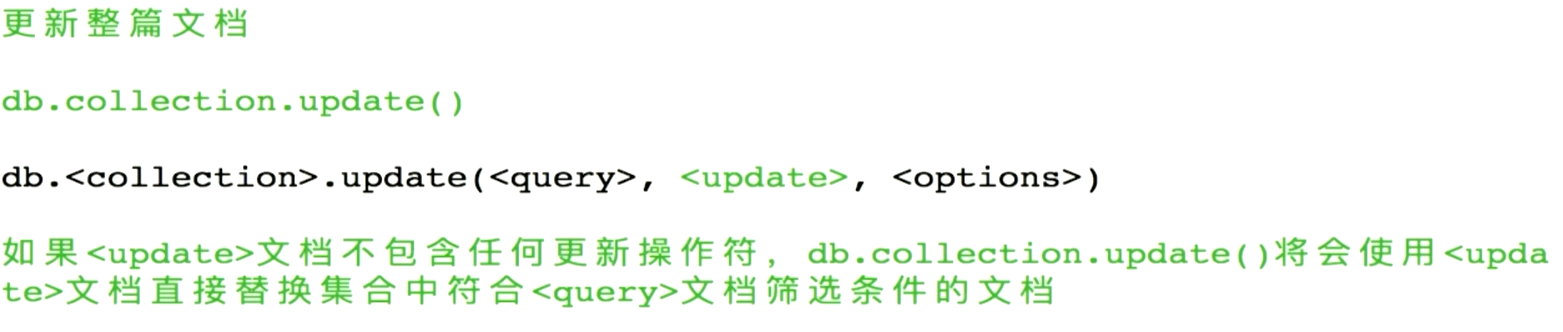 更新整篇文档
db.collection.update()
db.<collection>.update(<query>, <update>, <options>)
如果<update>文档不包含任何更新操作符，db.collection.update()将会使用<upda
te>文档直接替换集合中符合<query>文档筛选条件的文档